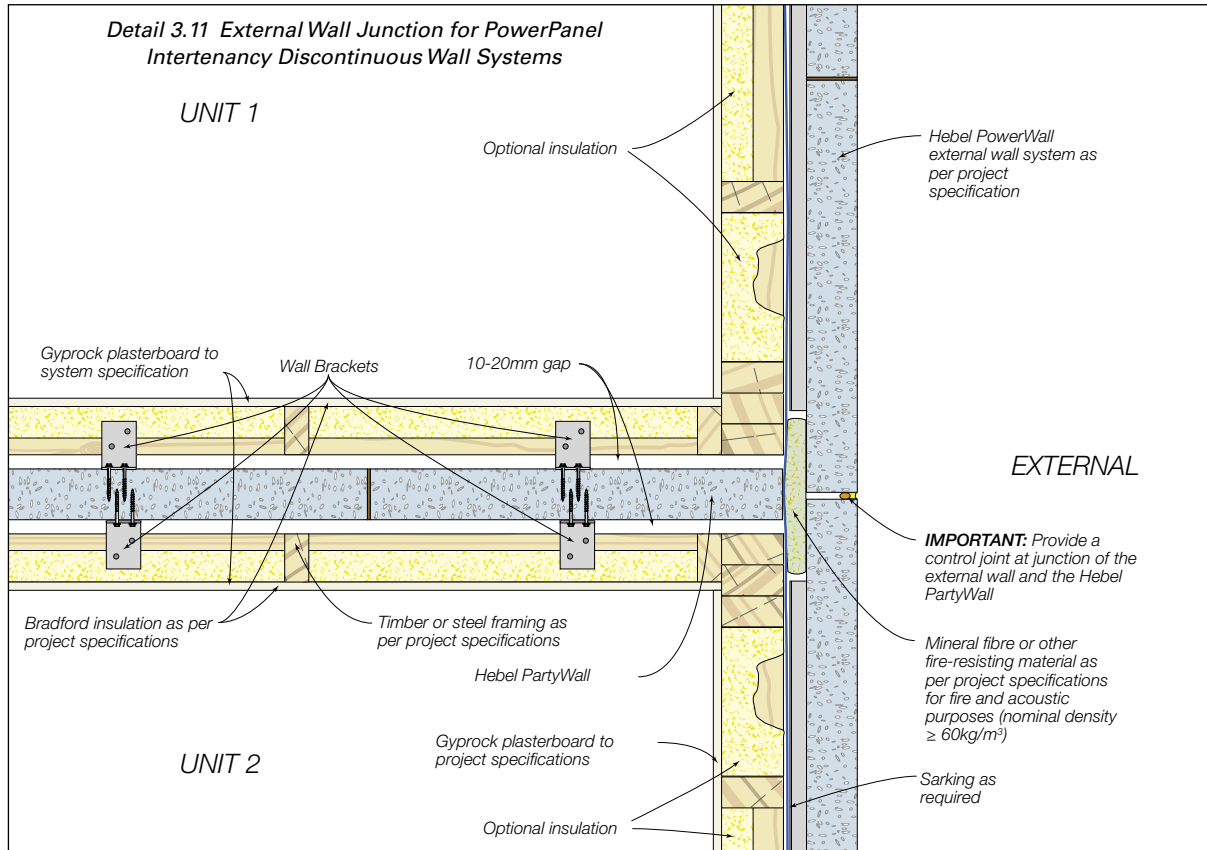 Detail 3.11 External Wall Junction for PowerPanel
Intertenancy Discontinuous Wall Systems
UNIT 1
Optional insulation
Hebel PowerWall
external wall system as
per project
specification
Gyprock plasterboard to
system specification
Wall Brackets
10-20mm gap
EXTERNAL
IMPORTANT: Provide a
control joint at junction of the
external wall and the Hebel
PartyWall
Bradford insulation as per
project specifications
Timber or steel framing as
per project specifications
Hebel PartyWall
Mineral fibre or other
fire-resisting material as
per project specifications
for fire and acoustic
purposes (nominal density
≥ 60kg/m³)
UNIT 2
Gyprock plasterboard to
project specifications
Sarking as
required
Optional insulation